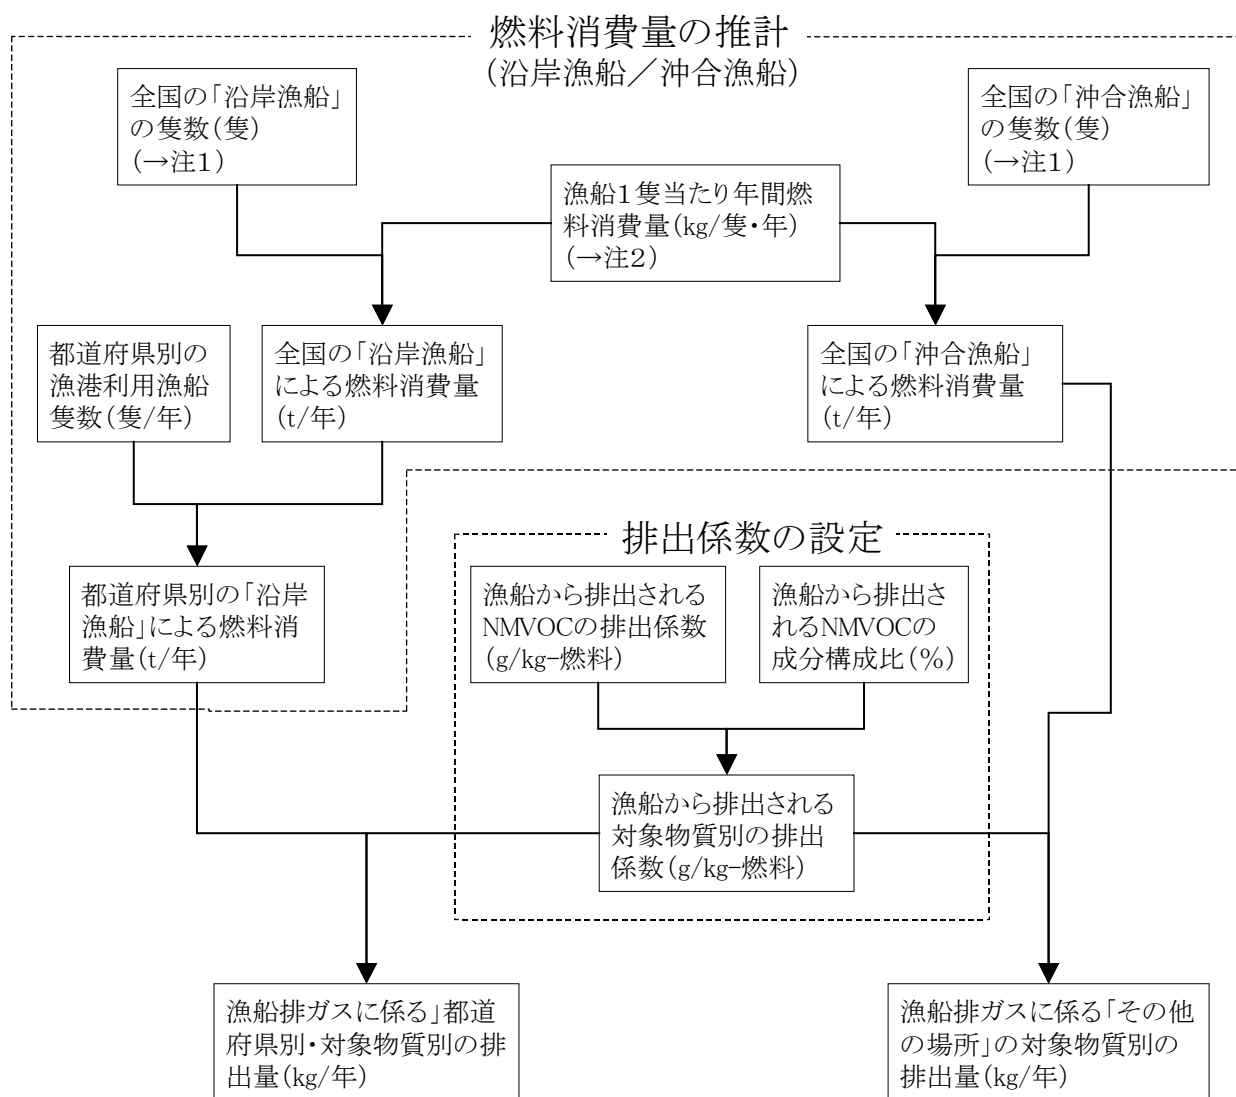 燃料消費量の推計
(沿岸漁船／沖合漁船)
全国の「沿岸漁船」
の隻数(隻)
(→注１)
全国の「沖合漁船」
の隻数(隻)
(→注１)
漁船１隻当たり年間燃
料消費量(kg/隻・年)
(→注２)
都道府県別の
漁港利用漁船
隻数(隻/年)
全国の「沿岸漁船」
による燃料消費量
(t/年)
全国の「沖合漁船」
による燃料消費量
(t/年)
排出係数の設定
都道府県別の「沿岸
漁船」による燃料消
費量(t/年)
漁船から排出される
NMVOCの排出係数
(g/kg-燃料)
漁船から排出さ
れるNMVOCの
成分構成比(%)
漁船から排出される
対象物質別の排出
係数(g/kg-燃料)
漁船排ガスに係る」都道
府県別・対象物質別の排
出量(kg/年)
漁船排ガスに係る「その他
の場所」の対象物質別の
排出量(kg/年)